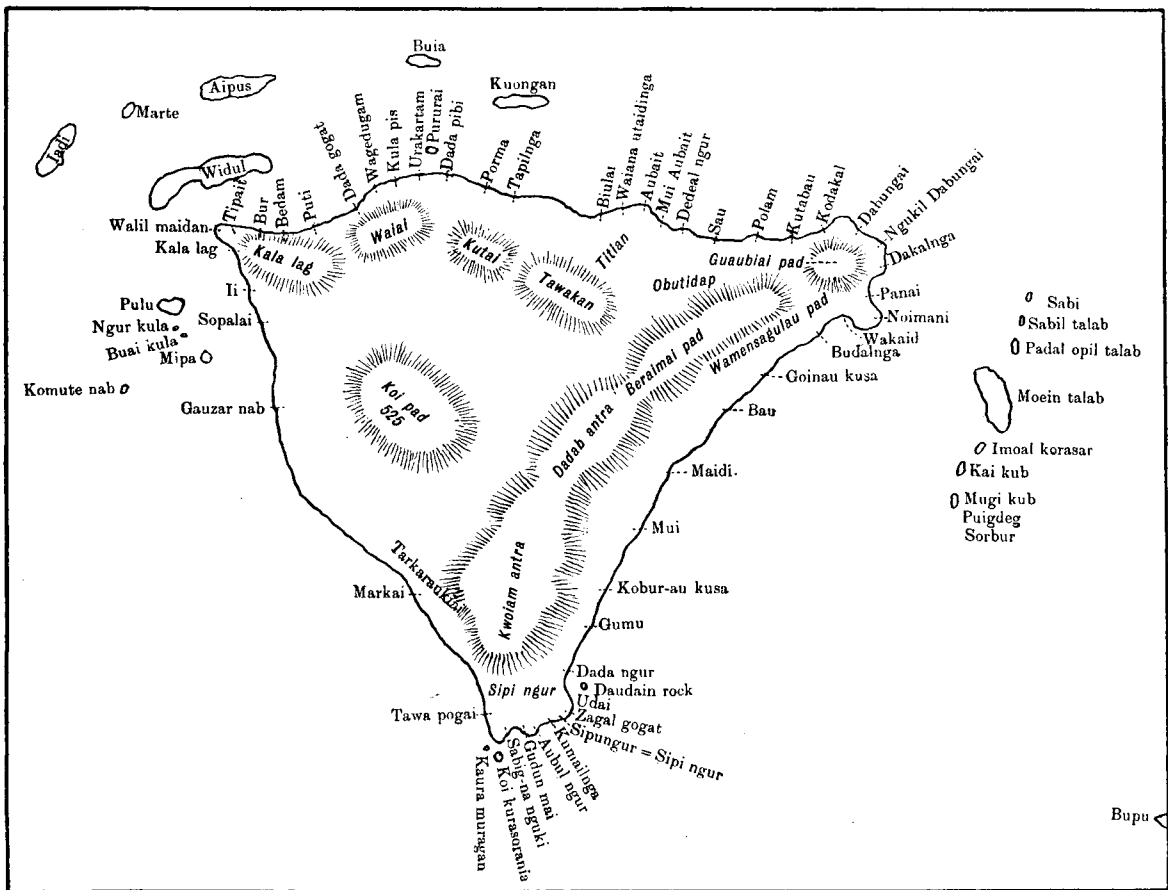 Buia
Aipus
Kuongan
Marte
Jadi
Widul
Walil maidan
Tipait
Bur
Bedam
Puti
Dada gogat
Wagedugam
Kula pis
Urakartam
Pururai
Dada pibi
Porma
Tapilnga
Biulai
Waiana utaidinga
Aubait
Mui Aubait
Dedeal ngur
Sau
Polam
Kutabau
Kodakal
Dabungai
Ngukil Dabungai
Dakalnga
Kala lag
Kala lag
Waiai
Kutai
Titlan
Tawakan
Guaubiai pad
Obutidap
Ii
Pulu
Sopalai
Ngur kula
Buai kula
Mipa
Komute nab
Gauzar nab
Koi pad
525
Beralmai pad
Wamensagulau pad
Dadab antra
Kwoiam antra
Panai
Noimani
Wakaid
Budalnga
Goinau kusa
Bau
Maidi
Mui
Kobur-au kusa
Gumu
Sabi
Sabil talab
Padal opil talab
Moein talab
Imoal korasar
Kai kub
Mugi kub
Puigdeg
Sorbur
Markai
Sipi ngur
Tawa pogai
Dada ngur
Daudain rock
Udai
Zagal gogat
Sipungur = Sipi ngur
Kumailnga
Aubul ngur
Gudun mai
Sabig-na nguki
Koi kurasorania
Kaura muragan
Bupu